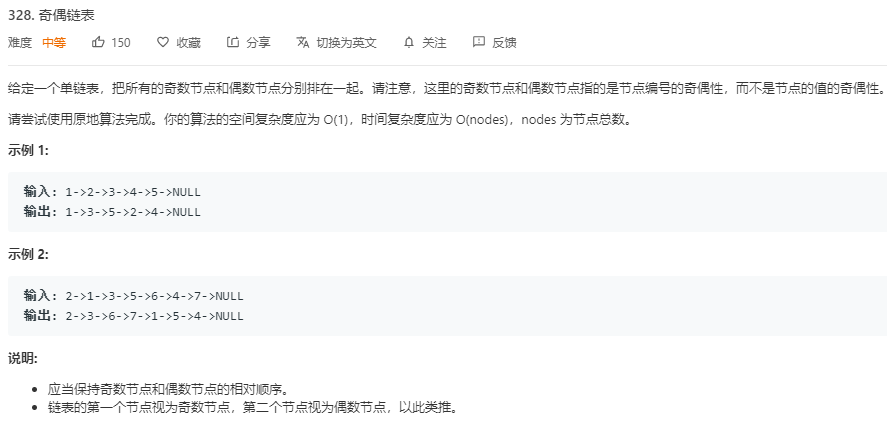 328. 奇偶链表
难度 中等 150 收藏 分享 切换为英文 关注 反馈
给定一个单链表，把所有的奇数节点和偶数节点分别排在一起。请注意，这里的奇数节点和偶数节点指的是节点编号的奇偶性，而不是节点的值的奇偶性。
请尝试使用原地算法完成。你的算法的空间复杂度应为 O(1)，时间复杂度应为 O(nodes)，nodes 为节点总数。
示例 1:
输入: 1->2->3->4->5->NULL
输出: 1->3->5->2->4->NULL
示例 2:
输入: 2->1->3->5->6->4->7->NULL
输出: 2->3->6->7->1->5->4->NULL
说明:
应当保持奇数节点和偶数节点的相对顺序。
链表的第一个节点视为奇数节点，第二个节点视为偶数节点，以此类推。